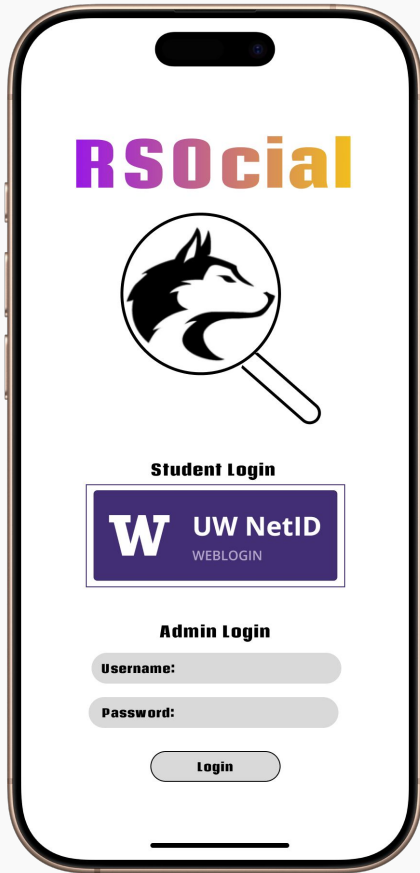 RSOcial
Student Login
W UW NetID
WEBLOGIN
Admin Login
Username:
Password:
Login